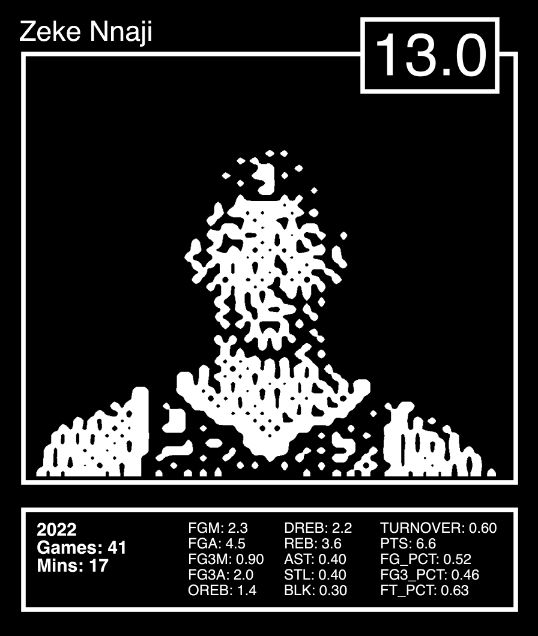 Zeke Nnaji
13.0
2022
Games: 41
Mins: 17
FGM: 2.3
FGA: 4.5
FG3M: 0.90
FG3A: 2.0
OREB: 1.4
DREB: 2.2
REB: 3.6
AST: 0.40
STL: 0.40
BLK: 0.30
TURNOVER: 0.60
PTS: 6.6
FG_PCT: 0.52
FG3_PCT: 0.46
FT_PCT: 0.63